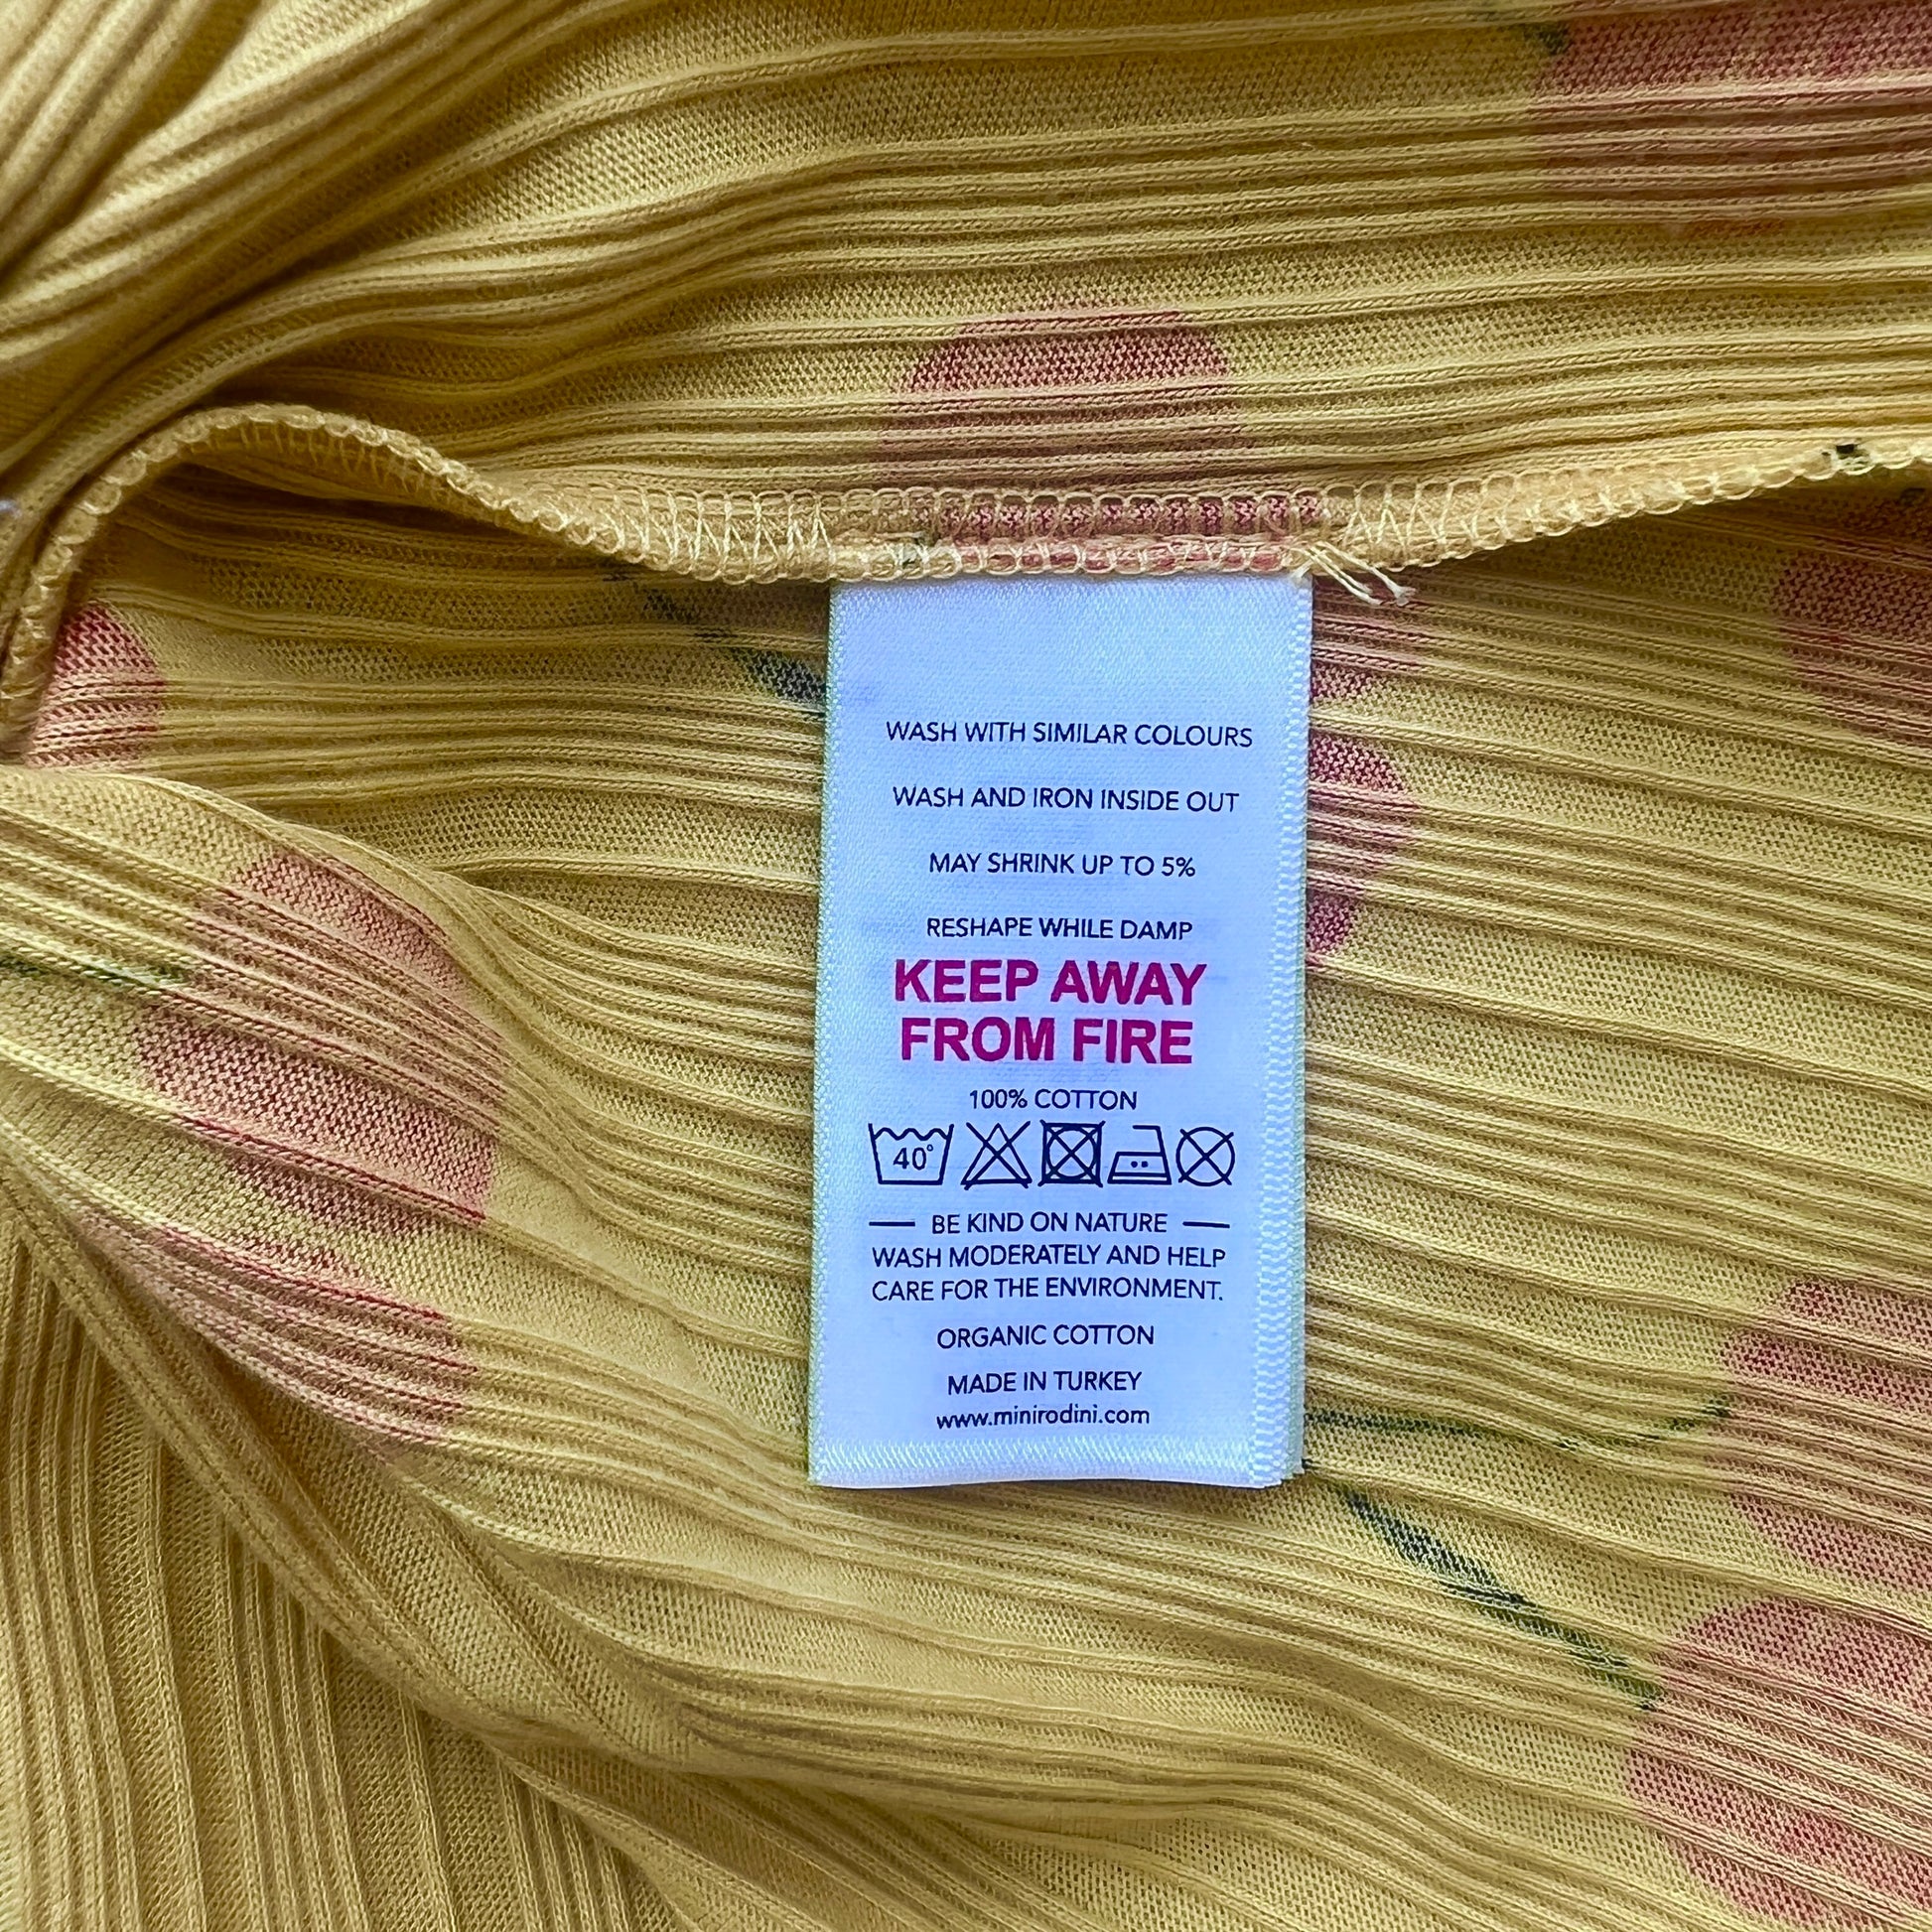 WASH WITH SIMILAR COLOURS
WASH AND IRON INSIDE OUT
MAY SHRINK UP TO 5%
RESHAPE WHILE DAMP
KEEP AWAY
FROM FIRE
100% COTTON
40°
BE KIND ON NATURE
WASH MODERATELY AND HELP
CARE FOR THE ENVIRONMENT.
ORGANIC COTTON
MADE IN TURKEY
www.minirodini.com